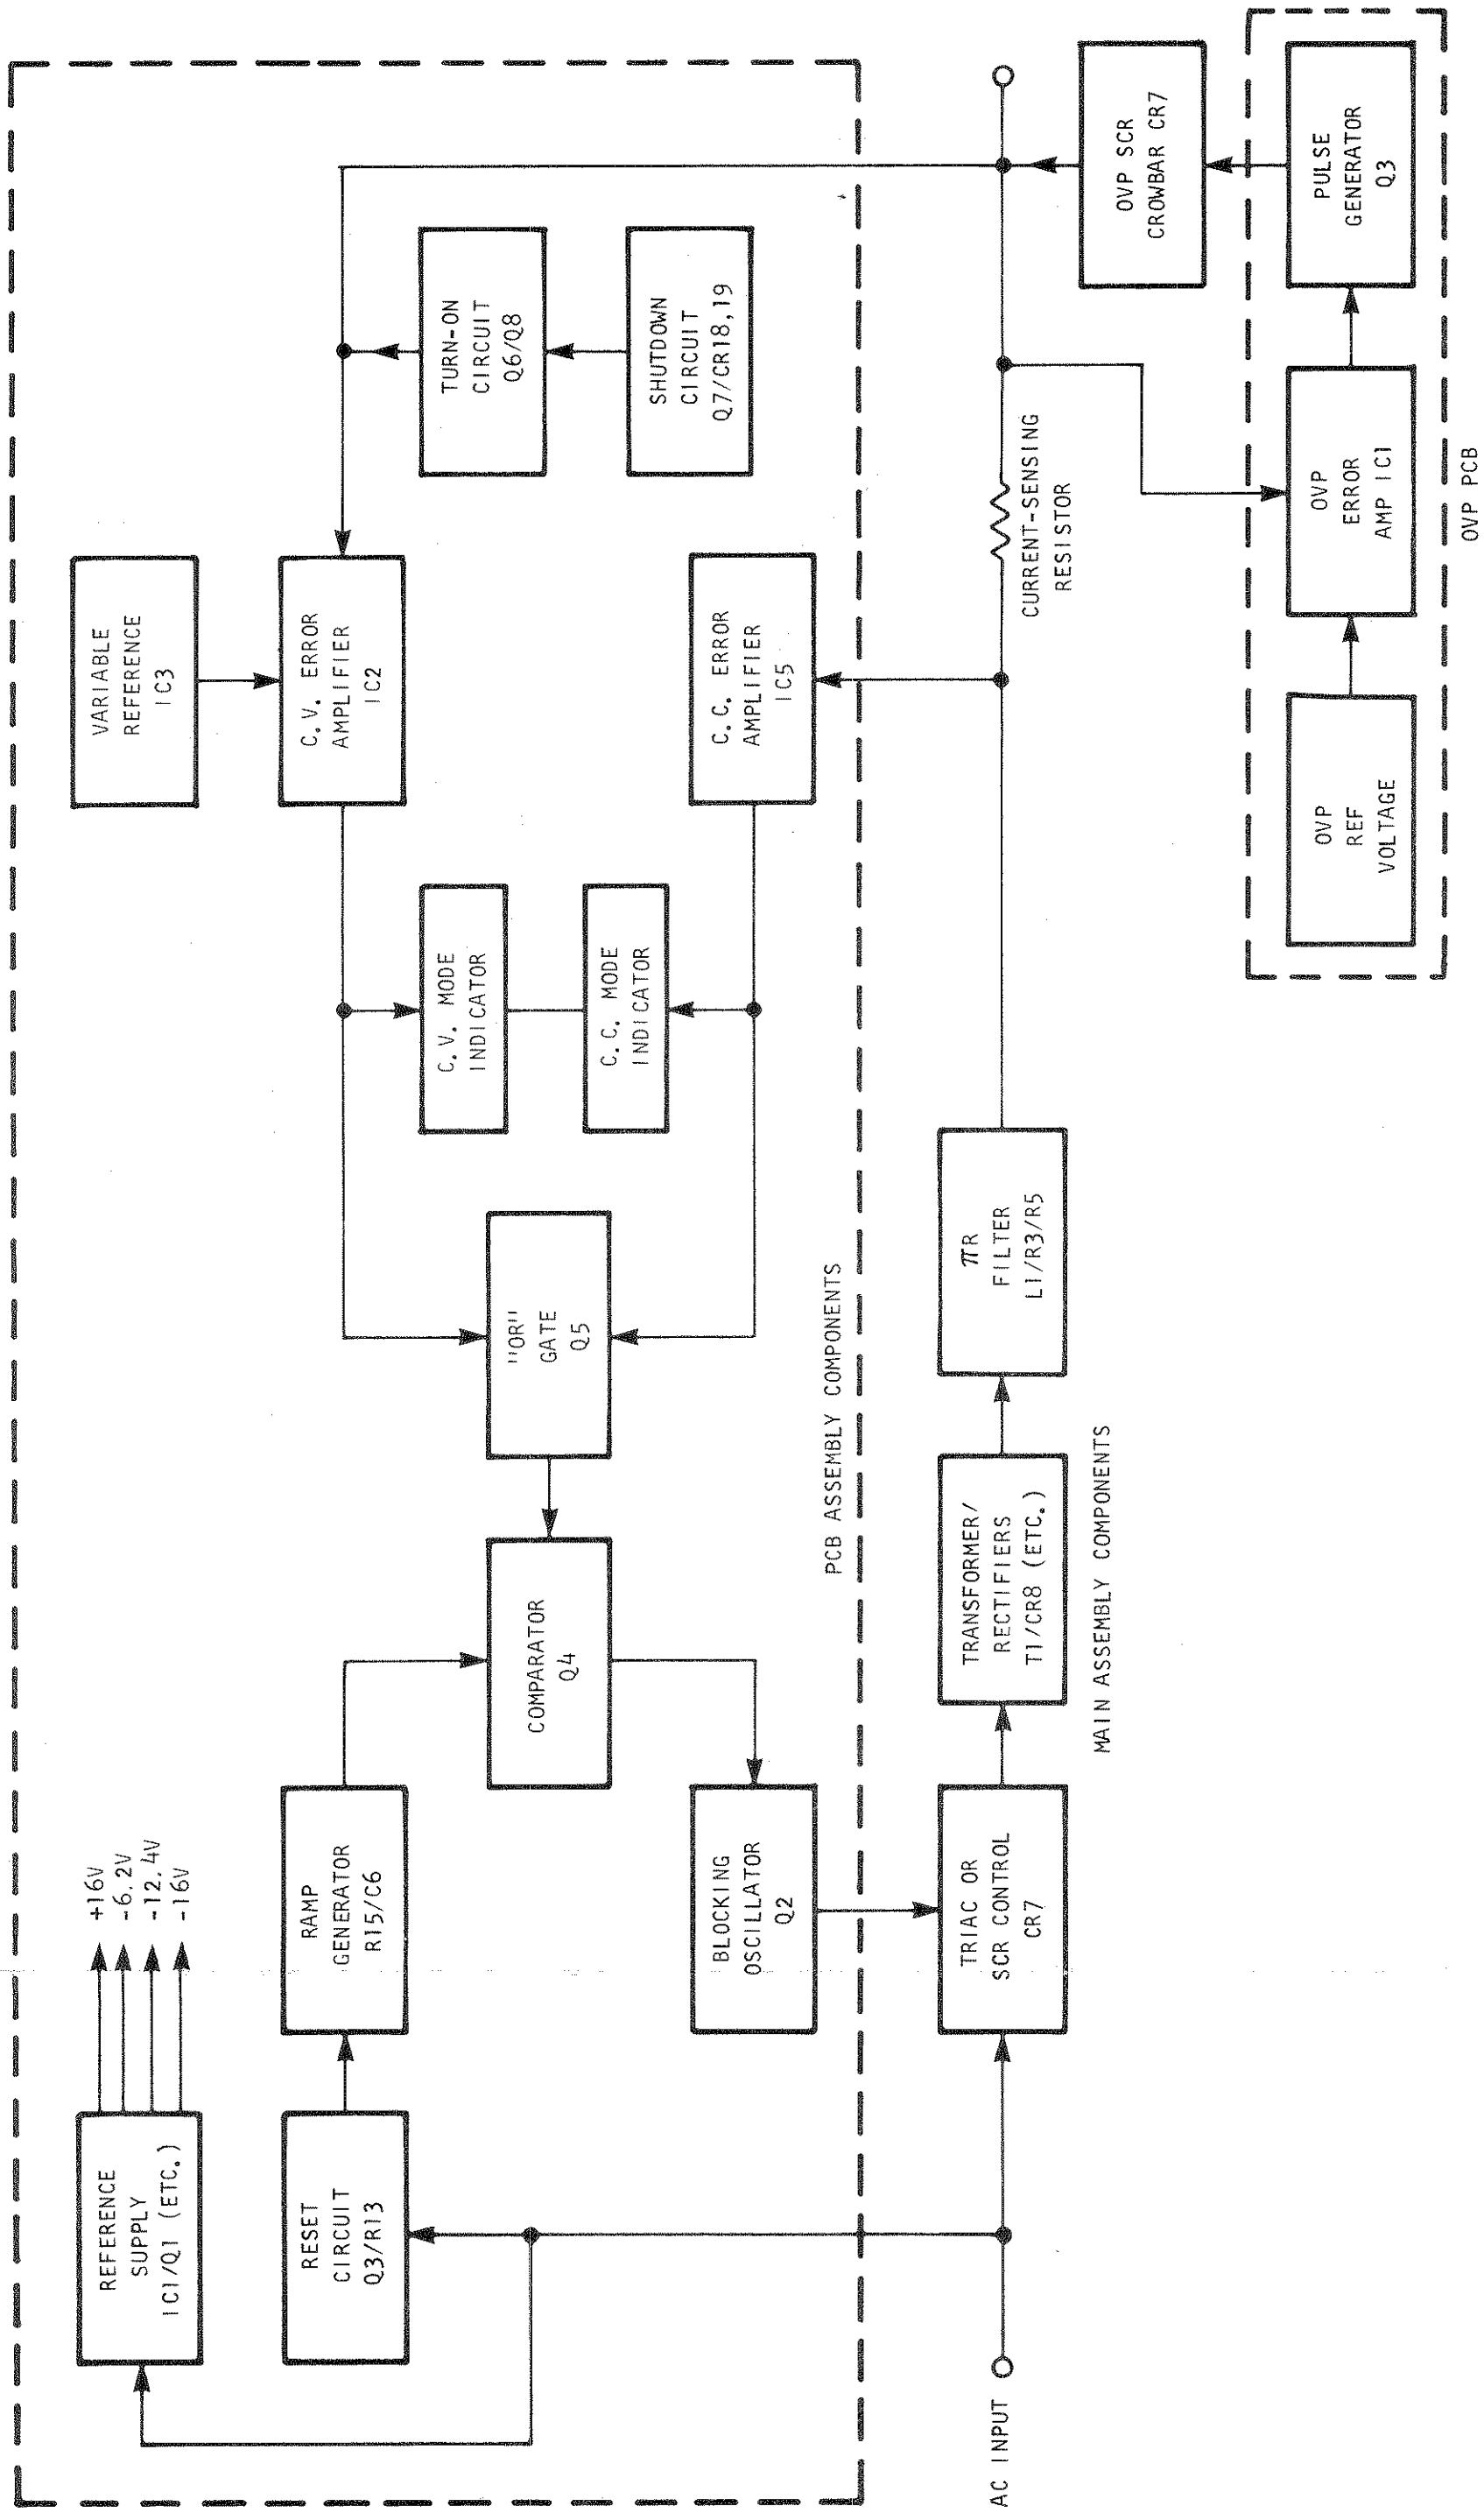 REFERENCE
SUPPLY
IC1/Q1 (ETC.)
+16V
-6.2V
-12.4V
-16V
VARIABLE
REFERENCE
IC3
RESET
CIRCUIT
Q3/R13
RAMP
GENERATOR
R15/C6
C.V. ERROR
AMPLIFIER
IC2
C.V. MODE
INDICATOR
TURN-ON
CIRCUIT
Q6/Q8
COMPARATOR
Q4
"OR"
GATE
Q5
C.C. MODE
INDICATOR
SHUTDOWN
CIRCUIT
Q7/CR18,19
BLOCKING
OSCILLATOR
Q2
C.C. ERROR
AMPLIFIER
IC5
PCB ASSEMBLY COMPONENTS
AC INPUT
TRIAC OR
SCR CONTROL
CR7
TRANSFORMER/
RECTIFIERS
T1/CR8 (ETC.)
πR
FILTER
L1/R3/R5
CURRENT-SENSING
RESISTOR
MAIN ASSEMBLY COMPONENTS
OVP SCR
CROWBAR CR7
OVP
REF
VOLTAGE
OVP
ERROR
AMP IC1
PULSE
GENERATOR
Q3
OVP PCB